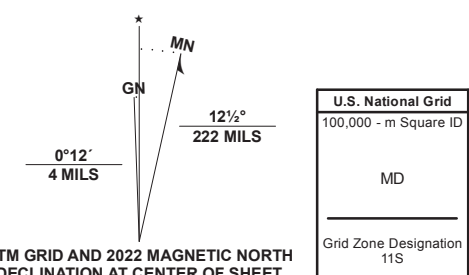 ★
MN
GN
12½°
222 MILS
0°12´
4 MILS
TM GRID AND 2022 MAGNETIC NORTH
DECLINATION AT CENTER OF SHEET
U.S. National Grid
100,000 - m Square ID
MD
Grid Zone Designation
11S